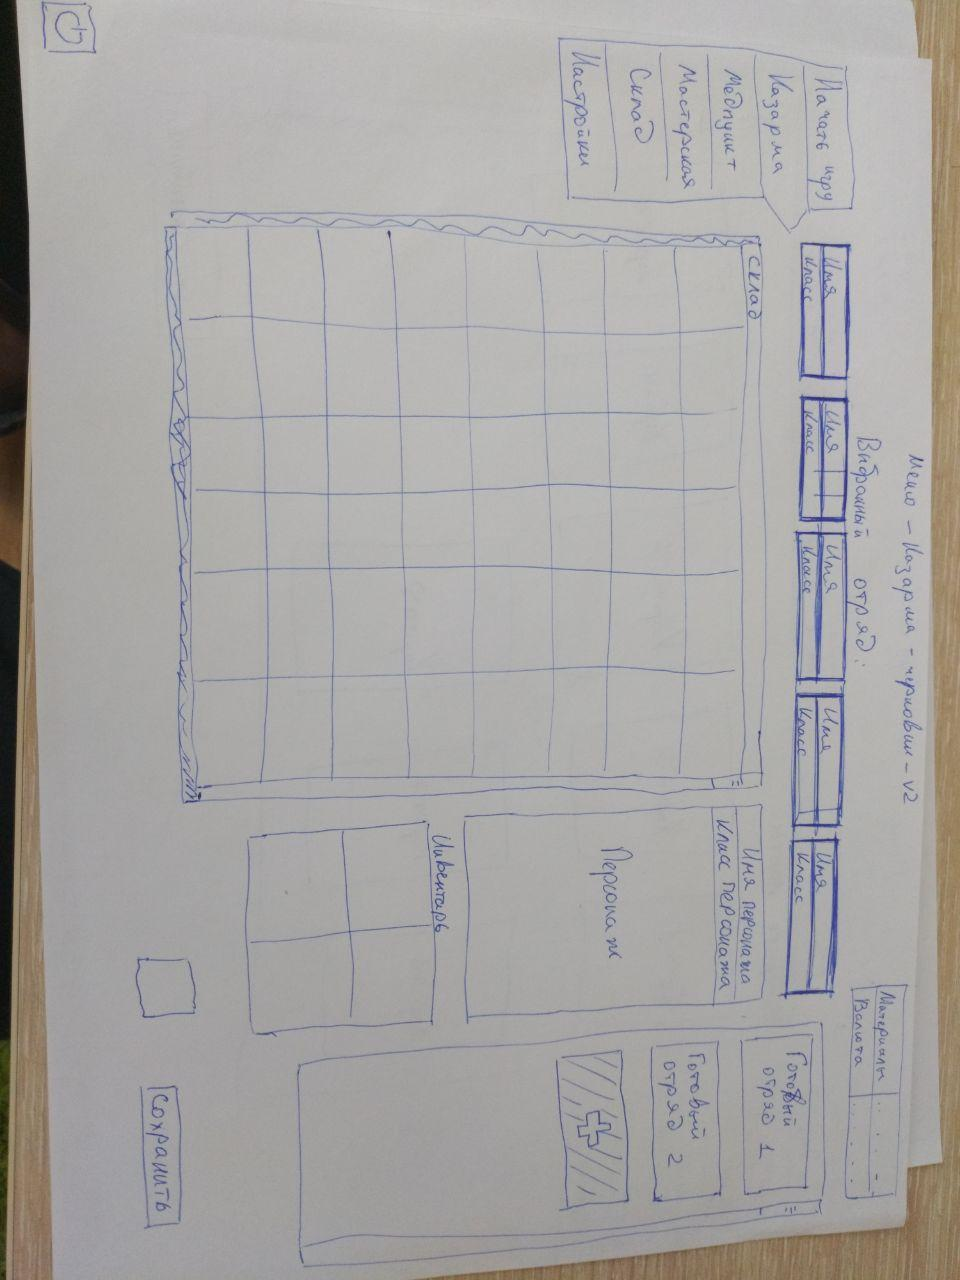 Меню - Казарма - черновик - v2
Выбранный отряд:
Материалы
Валюта
Начать игру
Казарма
Медпункт
Мастерская
Склад
Настройки
Имя
Класс
Имя
Класс
Имя
Класс
Имя
Класс
Имя
Класс
Склад
Имя персонажа
Класс персонажа
Персонаж
Инвентарь
Готовый
отряд 1
Готовый
отряд 2
Сохранить